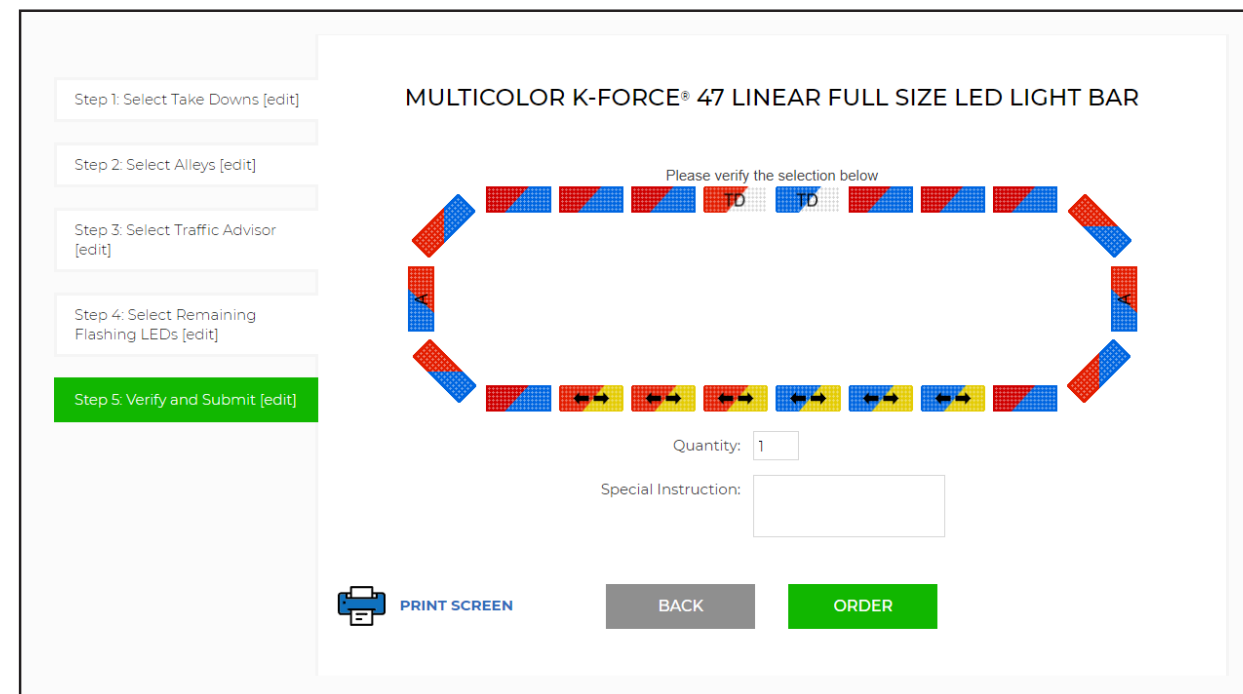 Step 1: Select Take Downs [edit]
Step 2: Select Alleys [edit]
Step 3: Select Traffic Advisor
[edit]
Step 4: Select Remaining
Flashing LEDs [edit]
Step 5: Verify and Submit [edit]
MULTICOLOR K-FORCE® 47 LINEAR FULL SIZE LED LIGHT BAR
Please verify the selection below
TD TD
A A
Quantity: 1
Special Instruction:
PRINT SCREEN BACK ORDER